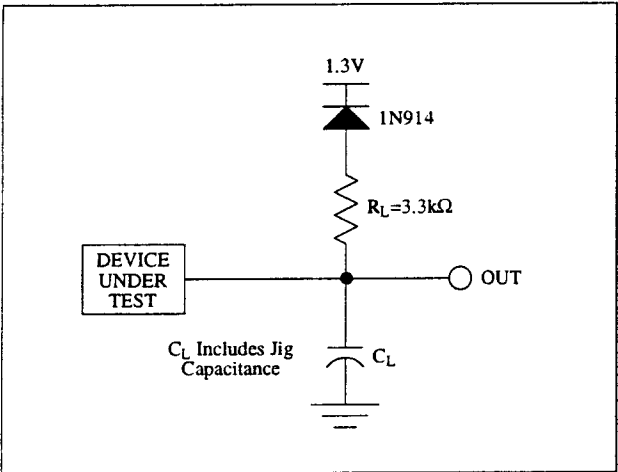 1.3V
1N914
R_L=3.3kΩ
DEVICE
UNDER
TEST
OUT
C_L Includes Jig
Capacitance
C_L